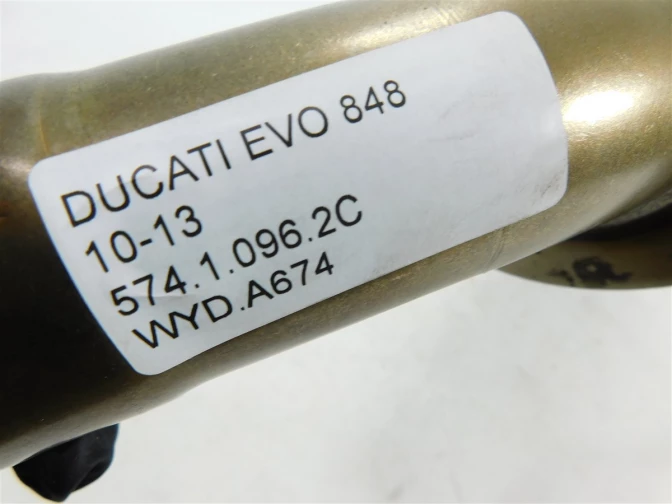 DUCATI EVO 848
10-13
574.1.096.2C
WYD.A674